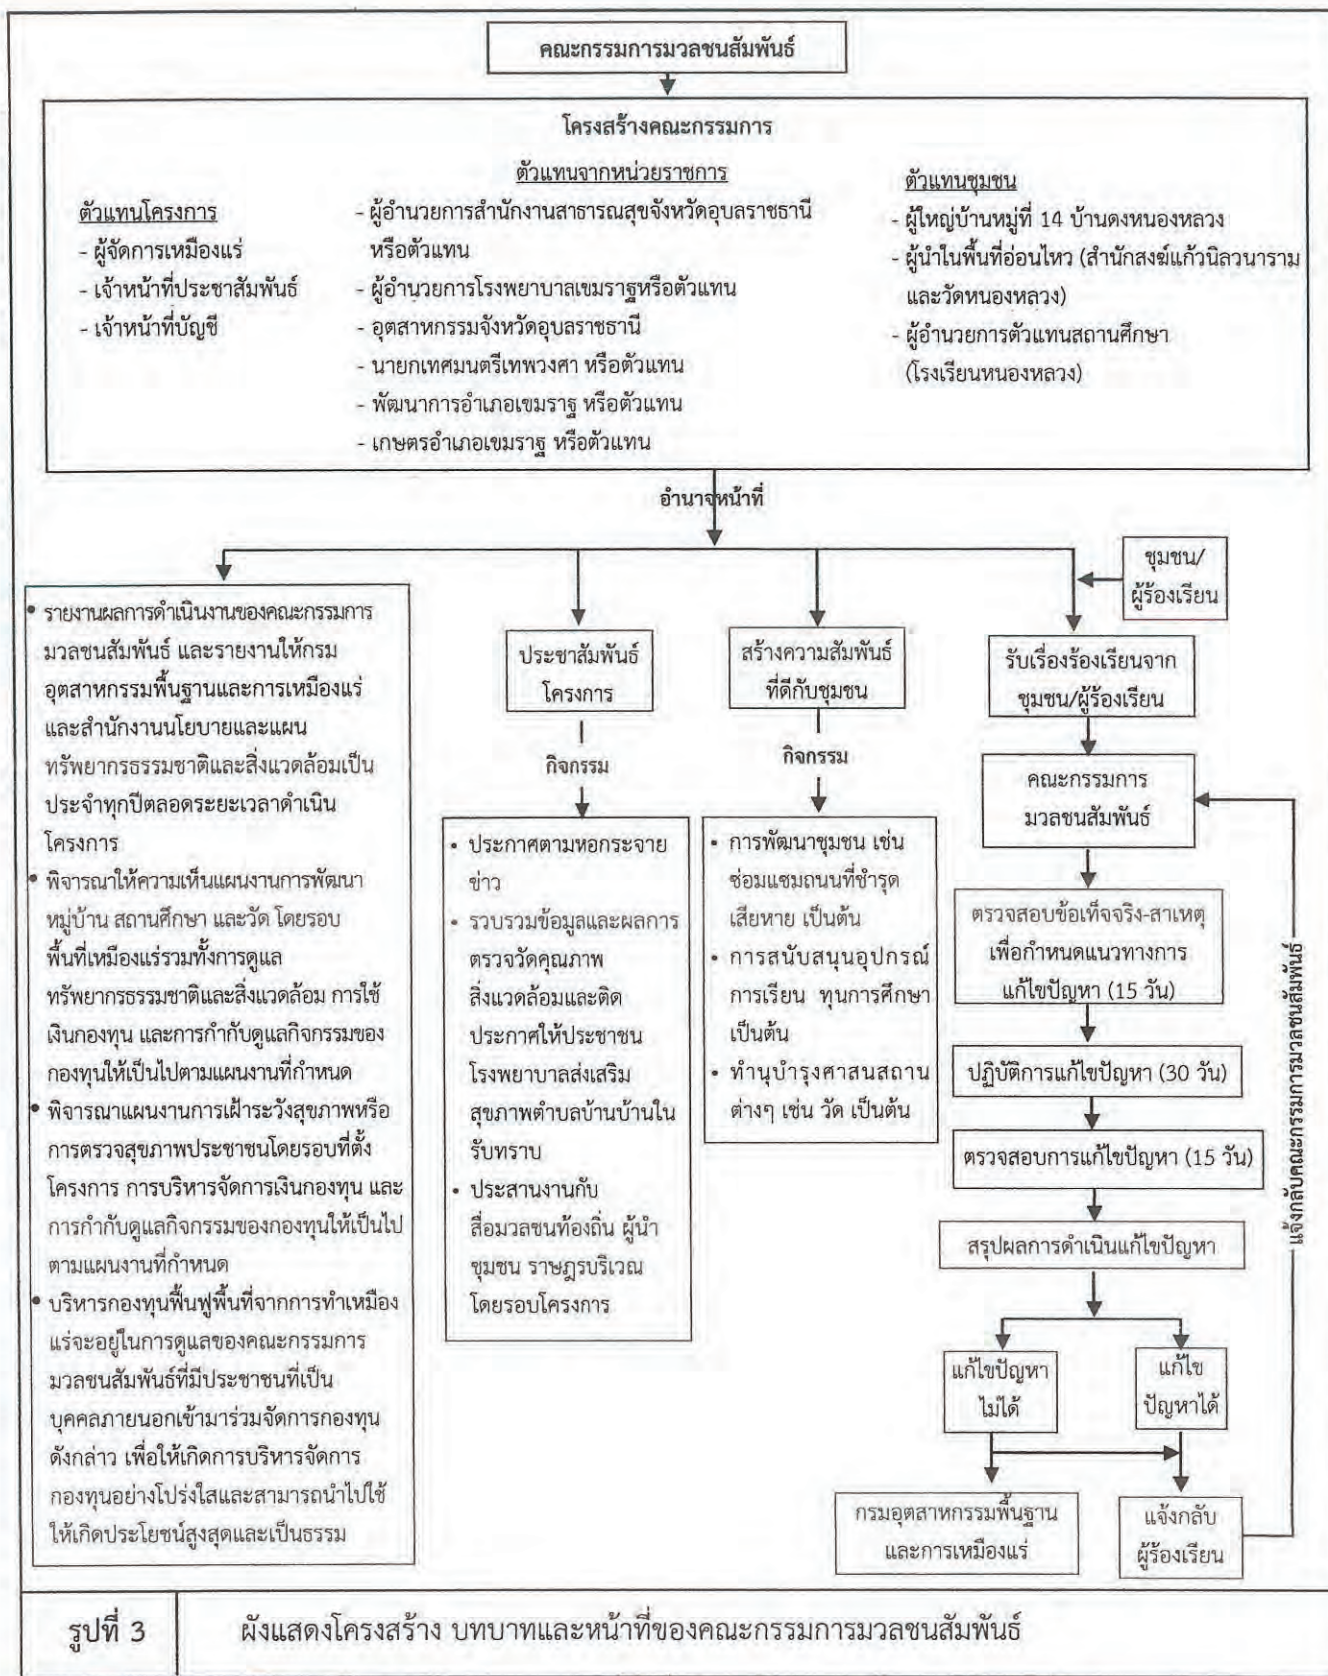 คณะกรรมการมวลชนสัมพันธ์
โครงสร้างคณะกรรมการ
ตัวแทนโครงการ
- ผู้จัดการเหมืองแร่
- เจ้าหน้าที่ประชาสัมพันธ์
- เจ้าหน้าที่บัญชี
ตัวแทนจากหน่วยราชการ
- ผู้อำนวยการสำนักงานสาธารณสุขจังหวัดอุบลราชธานี
หรือตัวแทน
- ผู้อำนวยการโรงพยาบาลเขมราฐหรือตัวแทน
- อุตสาหกรรมจังหวัดอุบลราชธานี
- นายกเทศมนตรีเทพวงศา หรือตัวแทน
- พัฒนาการอำเภอเขมราฐ หรือตัวแทน
- เกษตรอำเภอเขมราฐ หรือตัวแทน
ตัวแทนชุมชน
- ผู้ใหญ่บ้านหมู่ที่ 14 บ้านดงหนองหลวง
- ผู้นำในพื้นที่อ่อนไหว (สำนักสงฆ์แก้วนิลวนาราม
และวัดหนองหลวง)
- ผู้อำนวยการตัวแทนสถานศึกษา
(โรงเรียนหนองหลวง)
อำนาจหน้าที่
• รายงานผลการดำเนินงานของคณะกรรมการ
มวลชนสัมพันธ์ และรายงานให้กรม
อุตสาหกรรมพื้นฐานและการเหมืองแร่
และสำนักงานนโยบายและแผน
ทรัพยากรธรรมชาติและสิ่งแวดล้อมเป็น
ประจำทุกปีตลอดระยะเวลาดำเนิน
โครงการ
• พิจารณาให้ความเห็นแผนงานการพัฒนา
หมู่บ้าน สถานศึกษา และวัด โดยรอบ
พื้นที่เหมืองแร่รวมทั้งการดูแล
ทรัพยากรธรรมชาติและสิ่งแวดล้อม การใช้
เงินกองทุน และการกำกับดูแลกิจกรรมของ
กองทุนให้เป็นไปตามแผนงานที่กำหนด
• พิจารณาแผนงานการเฝ้าระวังสุขภาพหรือ
การตรวจสุขภาพประชาชนโดยรอบที่ตั้ง
โครงการ การบริหารจัดการเงินกองทุน และ
การกำกับดูแลกิจกรรมของกองทุนให้เป็นไป
ตามแผนงานที่กำหนด
• บริหารกองทุนฟื้นฟูพื้นที่จากการทำเหมือง
แร่จะอยู่ในการดูแลของคณะกรรมการ
มวลชนสัมพันธ์ที่มีประชาชนที่เป็น
บุคคลภายนอกเข้ามาร่วมจัดการกองทุน
ดังกล่าว เพื่อให้เกิดการบริหารจัดการ
กองทุนอย่างโปร่งใสและสามารถนำไปใช้
ให้เกิดประโยชน์สูงสุดและเป็นธรรม
ประชาสัมพันธ์
โครงการ
กิจกรรม
• ประกาศตามหอกระจาย
ข่าว
• รวบรวมข้อมูลและผลการ
ตรวจวัดคุณภาพ
สิ่งแวดล้อมและติด
ประกาศให้ประชาชน
โรงพยาบาลส่งเสริม
สุขภาพตำบลบ้านบ้านใน
รับทราบ
• ประสานงานกับ
สื่อมวลชนท้องถิ่น ผู้นำ
ชุมชน ราษฎรบริเวณ
โดยรอบโครงการ
สร้างความสัมพันธ์
ที่ดีกับชุมชน
กิจกรรม
• การพัฒนาชุมชน เช่น
ซ่อมแซมถนนที่ชำรุด
เสียหาย เป็นต้น
• การสนับสนุนอุปกรณ์
การเรียน ทุนการศึกษา
เป็นต้น
• ทำนุบำรุงศาสนสถาน
ต่างๆ เช่น วัด เป็นต้น
ชุมชน/
ผู้ร้องเรียน
รับเรื่องร้องเรียนจาก
ชุมชน/ผู้ร้องเรียน
คณะกรรมการ
มวลชนสัมพันธ์
ตรวจสอบข้อเท็จจริง-สาเหตุ
เพื่อกำหนดแนวทางการ
แก้ไขปัญหา (15 วัน)
ปฏิบัติการแก้ไขปัญหา (30 วัน)
ตรวจสอบการแก้ไขปัญหา (15 วัน)
สรุปผลการดำเนินแก้ไขปัญหา
แก้ไขปัญหา
ไม่ได้
แก้ไข
ปัญหาได้
กรมอุตสาหกรรมพื้นฐาน
และการเหมืองแร่
แจ้งกลับ
ผู้ร้องเรียน
แจ้งกลับคณะกรรมการมวลชนสัมพันธ์
รูปที่ 3
ผังแสดงโครงสร้าง บทบาทและหน้าที่ของคณะกรรมการมวลชนสัมพันธ์